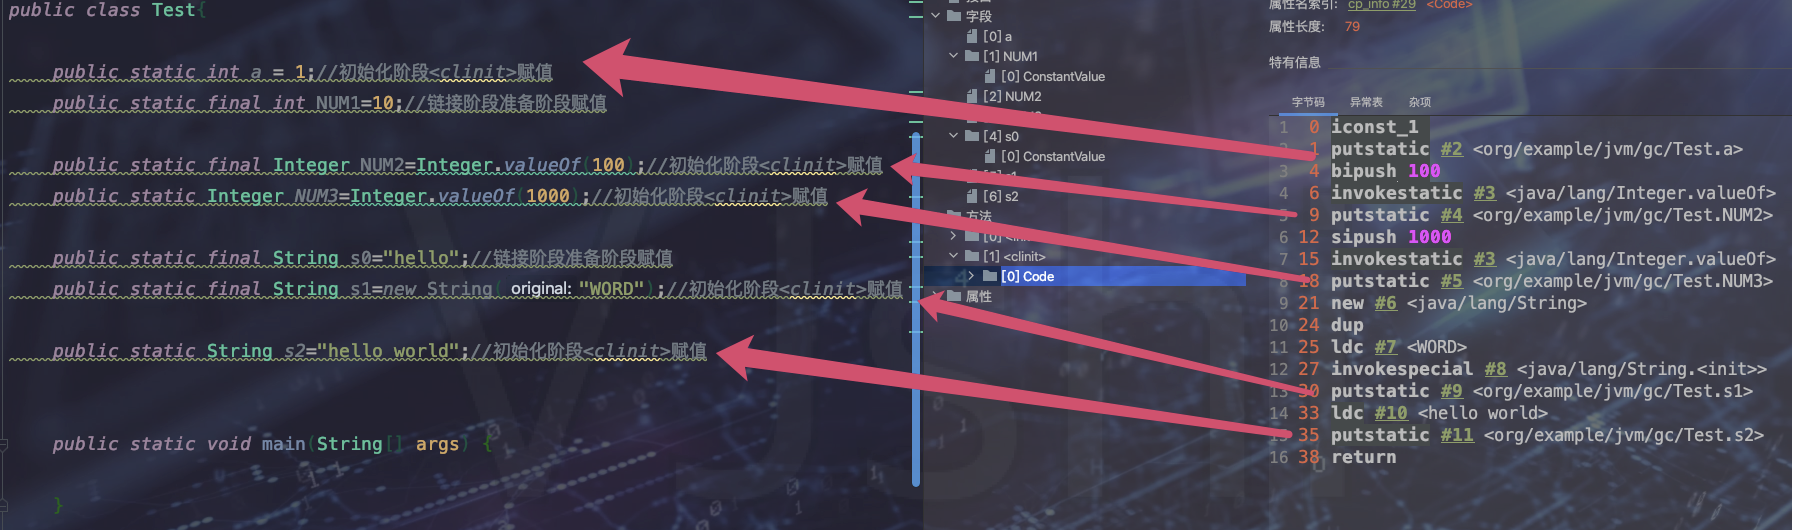 public class Test{
public static int a = 1;//初始化阶段<clinit>赋值
public static final int NUM1=10;//链接阶段准备阶段赋值
public static final Integer NUM2=Integer.valueOf(100);//初始化阶段<clinit>赋值
public static Integer NUM3=Integer.valueOf(1000);//初始化阶段<clinit>赋值
public static final String s0="hello";//链接阶段准备阶段赋值
public static final String s1=new String( original: "WORD");//初始化阶段<clinit>赋值
public static String s2="hello world";//初始化阶段<clinit>赋值
public static void main(String[] args) {
}
字段
[0] a
[1] NUM1
[0] ConstantValue
[2] NUM2
[4] s0
[0] ConstantValue
[6] s2
方法
[1] <clinit>
[0] Code
属性
属性名索引: cp_info #29 <Code>
属性长度: 79
特有信息
字节码 异常表 杂项
1 0 iconst_1
1 putstatic #2 <org/example/jvm/gc/Test.a>
3 4 bipush 100
4 6 invokestatic #3 <java/lang/Integer.valueOf>
5 9 putstatic #4 <org/example/jvm/gc/Test.NUM2>
6 12 sipush 1000
7 15 invokestatic #3 <java/lang/Integer.valueOf>
8 18 putstatic #5 <org/example/jvm/gc/Test.NUM3>
9 21 new #6 <java/lang/String>
10 24 dup
11 25 ldc #7 <WORD>
12 27 invokespecial #8 <java/lang/String.<init>>
13 30 putstatic #9 <org/example/jvm/gc/Test.s1>
14 33 ldc #10 <hello world>
15 35 putstatic #11 <org/example/jvm/gc/Test.s2>
16 38 return